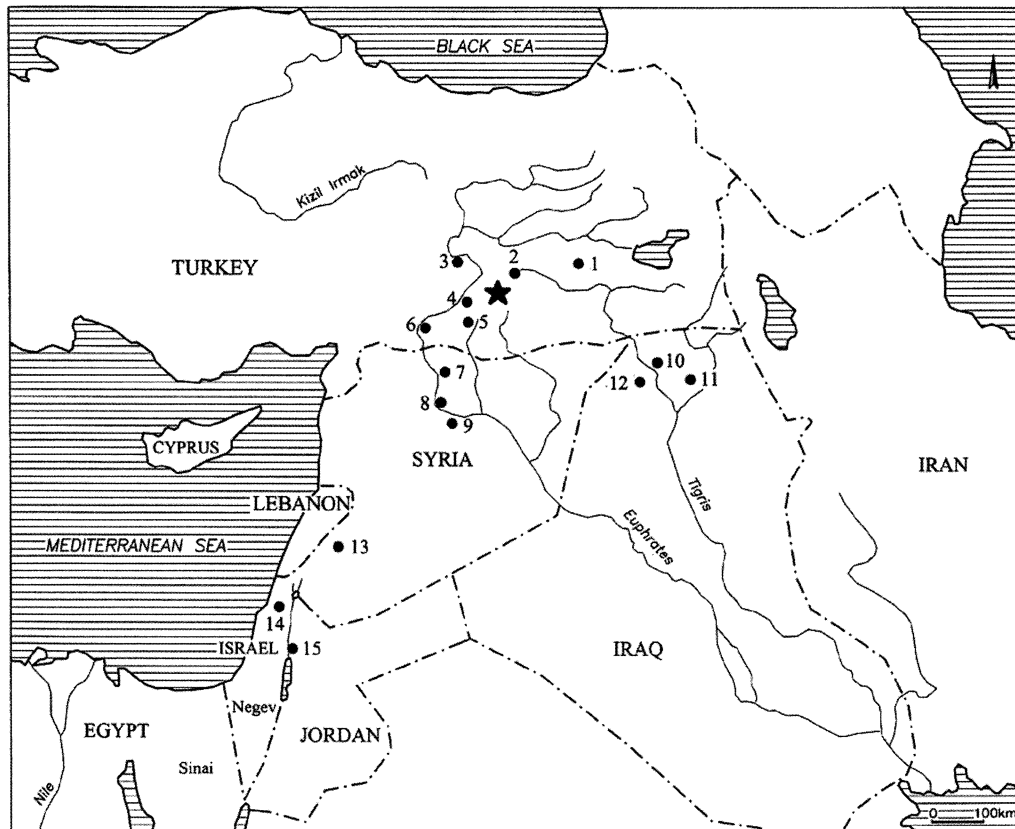 BLACK SEA
Kizil Irmak
TURKEY
3
2
1
4
5
6
7
8
9
10
11
12
CYPRUS
SYRIA
IRAN
LEBANON
Tigris
Euphrates
MEDITERRANEAN SEA
13
14
ISRAEL
15
IRAQ
Negev
EGYPT
JORDAN
Sinai
Nile
0 100km